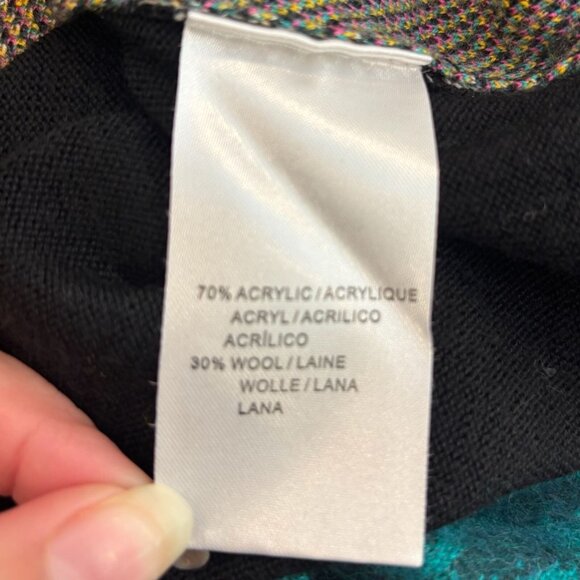 70% ACRYLIC/ACRYLIQUE
ACRYL/ACRILICO
ACRÍLICO
30% WOOL/LAINE
WOLLE/LANA
LANA